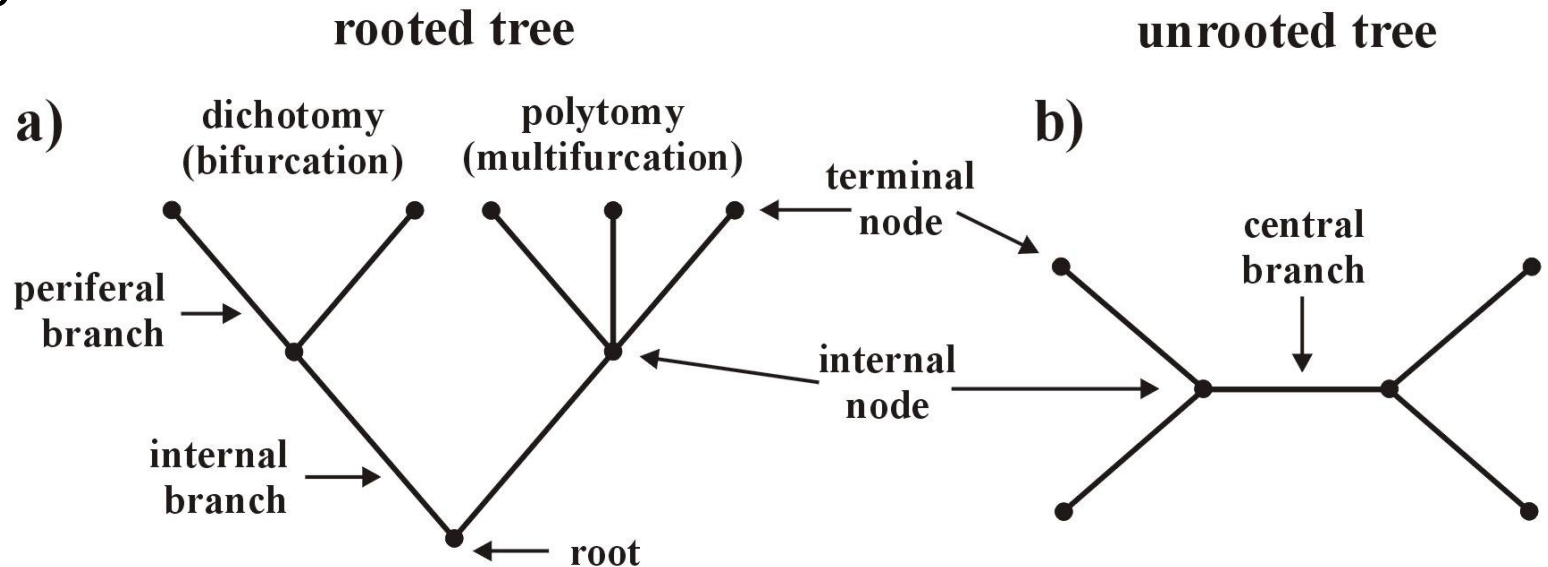 rooted tree
unrooted tree
a)
dichotomy
(bifurcation)
polytomy
(multifurcation)
b)
terminal
node
central
branch
periferal
branch
internal
node
internal
branch
root